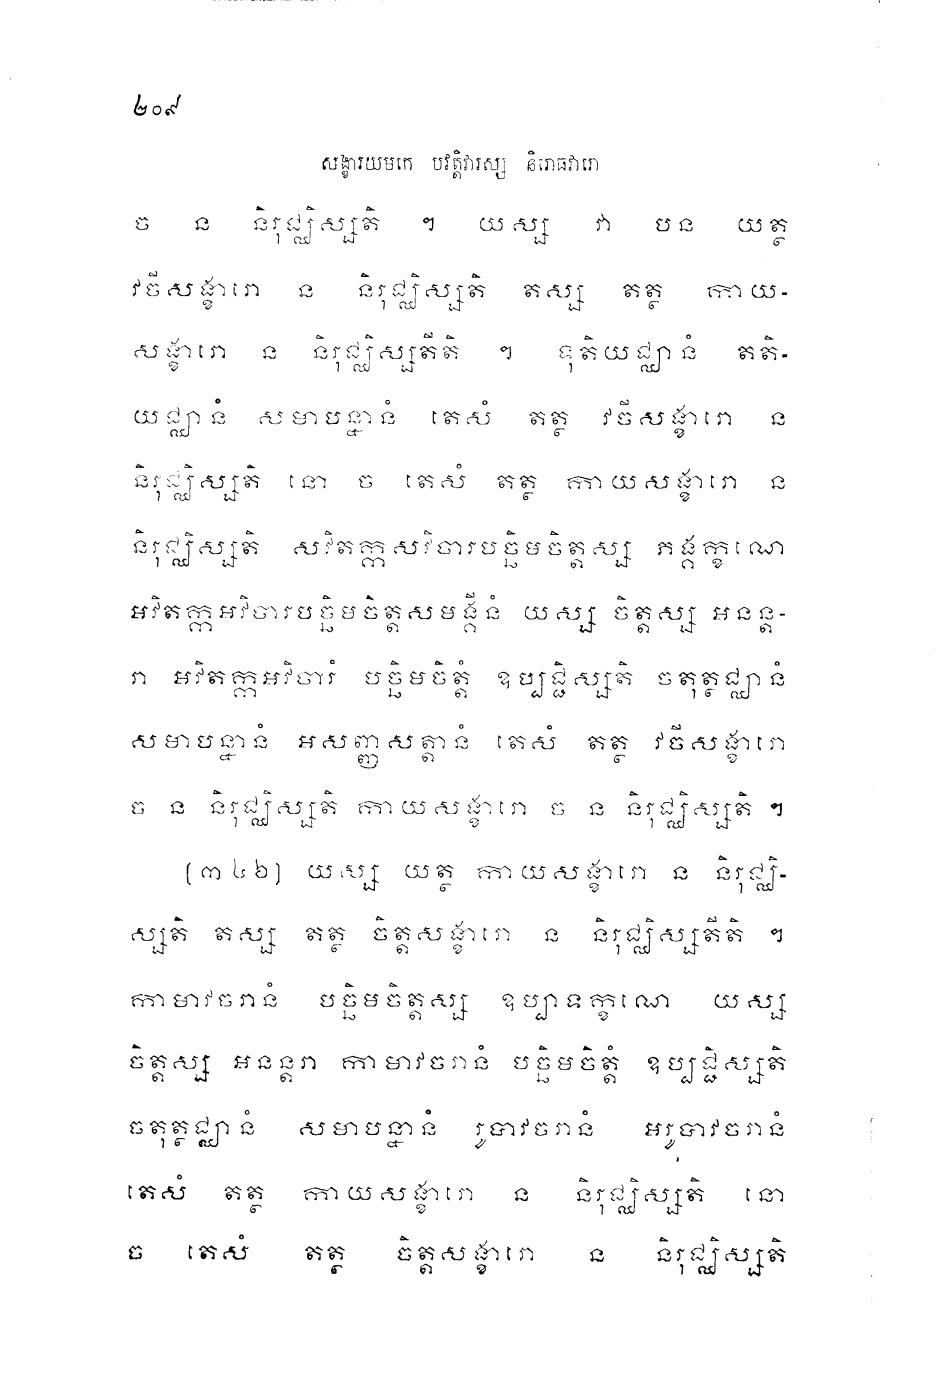 ២០៩
សង្ខារយមកេ បវត្តិវារស្ស និរោធវារោ
ច ន និរុជ្ឈិស្សតិ ។ យស្ស វា បន យត្ថ
វចីសង្ខារោ ន និរុជ្ឈិស្សតិ តស្ស តត្ថ កាយ-
សង្ខារោ ន និរុជ្ឈិស្សតីតិ ។ ទុតិយជ្ឈានំ តតិ-
យជ្ឈានំ សមាបន្នានំ តេសំ តត្ថ វចីសង្ខារោ ន
និរុជ្ឈិស្សតិ នោ ច តេសំ តត្ថ កាយសង្ខារោ ន
និរុជ្ឈិស្សតិ សវិតក្កសវិចារបច្ឆិមចិត្តស្ស ភង្គក្ខណេ
អវិតក្កអវិចារបច្ឆិមចិត្តសមង្គីនំ យស្ស ចិត្តស្ស អនន្ត-
រា អវិតក្កអវិចារំ បច្ឆិមចិត្តំ ឧប្បជ្ជិស្សតិ ចតុត្ថជ្ឈានំ
សមាបន្នានំ អសញ្ញសត្តានំ តេសំ តត្ថ វចីសង្ខារោ
ច ន និរុជ្ឈិស្សតិ កាយសង្ខារោ ច ន និរុជ្ឈិស្សតិ ។
(៣៤៦) យស្ស យត្ថ កាយសង្ខារោ ន និរុជ្ឈិ-
ស្សតិ តស្ស តត្ថ ចិត្តសង្ខារោ ន និរុជ្ឈិស្សតីតិ ។
កាមាវចរានំ បច្ឆិមចិត្តស្ស ឧប្បាទក្ខណេ យស្ស
ចិត្តស្ស អនន្តរា កាមាវចរានំ បច្ឆិមចិត្តំ ឧប្បជ្ជិស្សតិ
ចតុត្ថជ្ឈានំ សមាបន្នានំ រូបាវចរានំ អរូបាវចរានំ
តេសំ តត្ថ កាយសង្ខារោ ន និរុជ្ឈិស្សតិ នោ
ច តេសំ តត្ថ ចិត្តសង្ខារោ ន និរុជ្ឈិស្សតិ